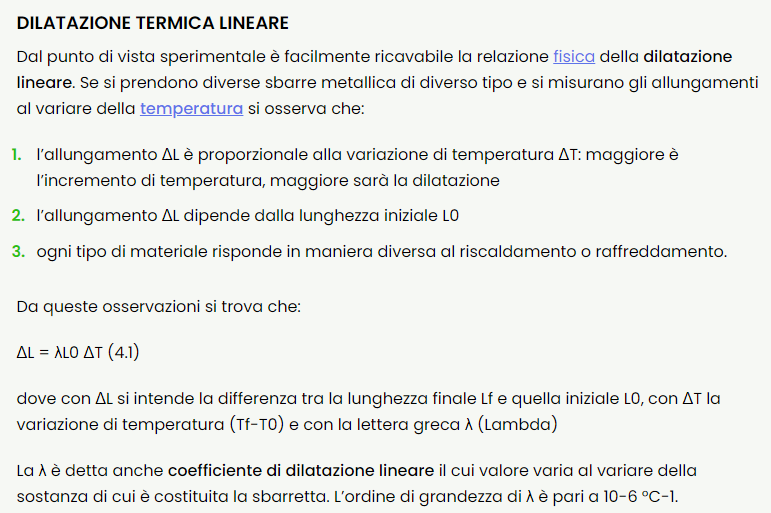 DILATAZIONE TERMICA LINEARE
Dal punto di vista sperimentale è facilmente ricavabile la relazione fisica della dilatazione
lineare. Se si prendono diverse sbarre metallica di diverso tipo e si misurano gli allungamenti
al variare della temperatura si osserva che:
1. l’allungamento ΔL è proporzionale alla variazione di temperatura ΔT: maggiore è
l’incremento di temperatura, maggiore sarà la dilatazione
2. l’allungamento ΔL dipende dalla lunghezza iniziale L0
3. ogni tipo di materiale risponde in maniera diversa al riscaldamento o raffreddamento.
Da queste osservazioni si trova che:
ΔL = λL0 ΔT (4.1)
dove con ΔL si intende la differenza tra la lunghezza finale Lf e quella iniziale L0, con ΔT la
variazione di temperatura (Tf-T0) e con la lettera greca λ (Lambda)
La λ è detta anche coefficiente di dilatazione lineare il cui valore varia al variare della
sostanza di cui è costituita la sbarretta. L’ordine di grandezza di λ è pari a 10-6 °C-1.